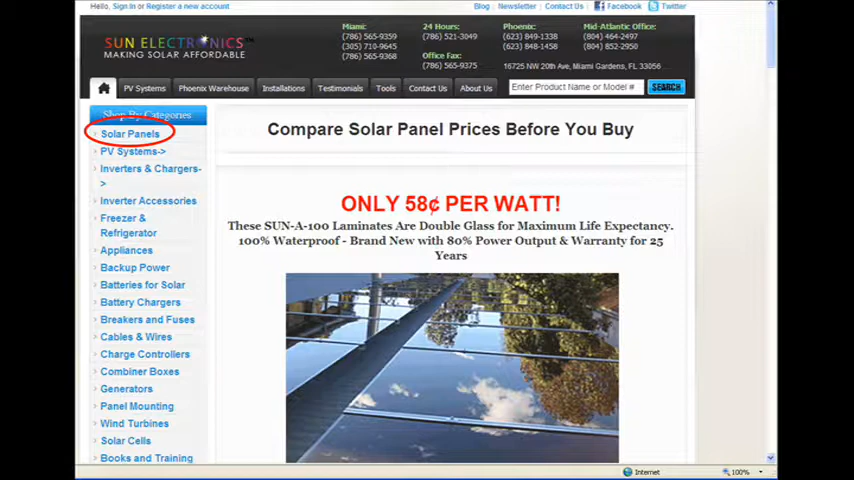 Hello, Sign In or Register a new account
Blog | Newsletter | Contact Us | Facebook Twitter
SUN ELECTRONICS™
MAKING SOLAR AFFORDABLE
Miami:
(786) 565-9359
(305) 710-9645
(786) 565-9368
24 Hours:
(786) 521-3049
Office Fax:
(786) 565-9375
Phoenix:
(623) 849-1338
(623) 848-1458
Mid-Atlantic Office:
(804) 464-2497
(804) 852-2950
16725 NW 20th Ave, Miami Gardens, FL 33056
PV Systems Phoenix Warehouse Installations Testimonials Tools Contact Us About Us Enter Product Name or Model # SEARCH
Shop By Categories
Solar Panels
PV Systems->
Inverters & Chargers-
>
Inverter Accessories
Freezer &
Refrigerator
Appliances
Backup Power
Batteries for Solar
Battery Chargers
Breakers and Fuses
Cables & Wires
Charge Controllers
Combiner Boxes
Generators
Panel Mounting
Wind Turbines
Solar Cells
Books and Training
Compare Solar Panel Prices Before You Buy
ONLY 58¢ PER WATT!
These SUN-A-100 Laminates Are Double Glass for Maximum Life Expectancy.
100% Waterproof - Brand New with 80% Power Output & Warranty for 25
Years
Internet
100%